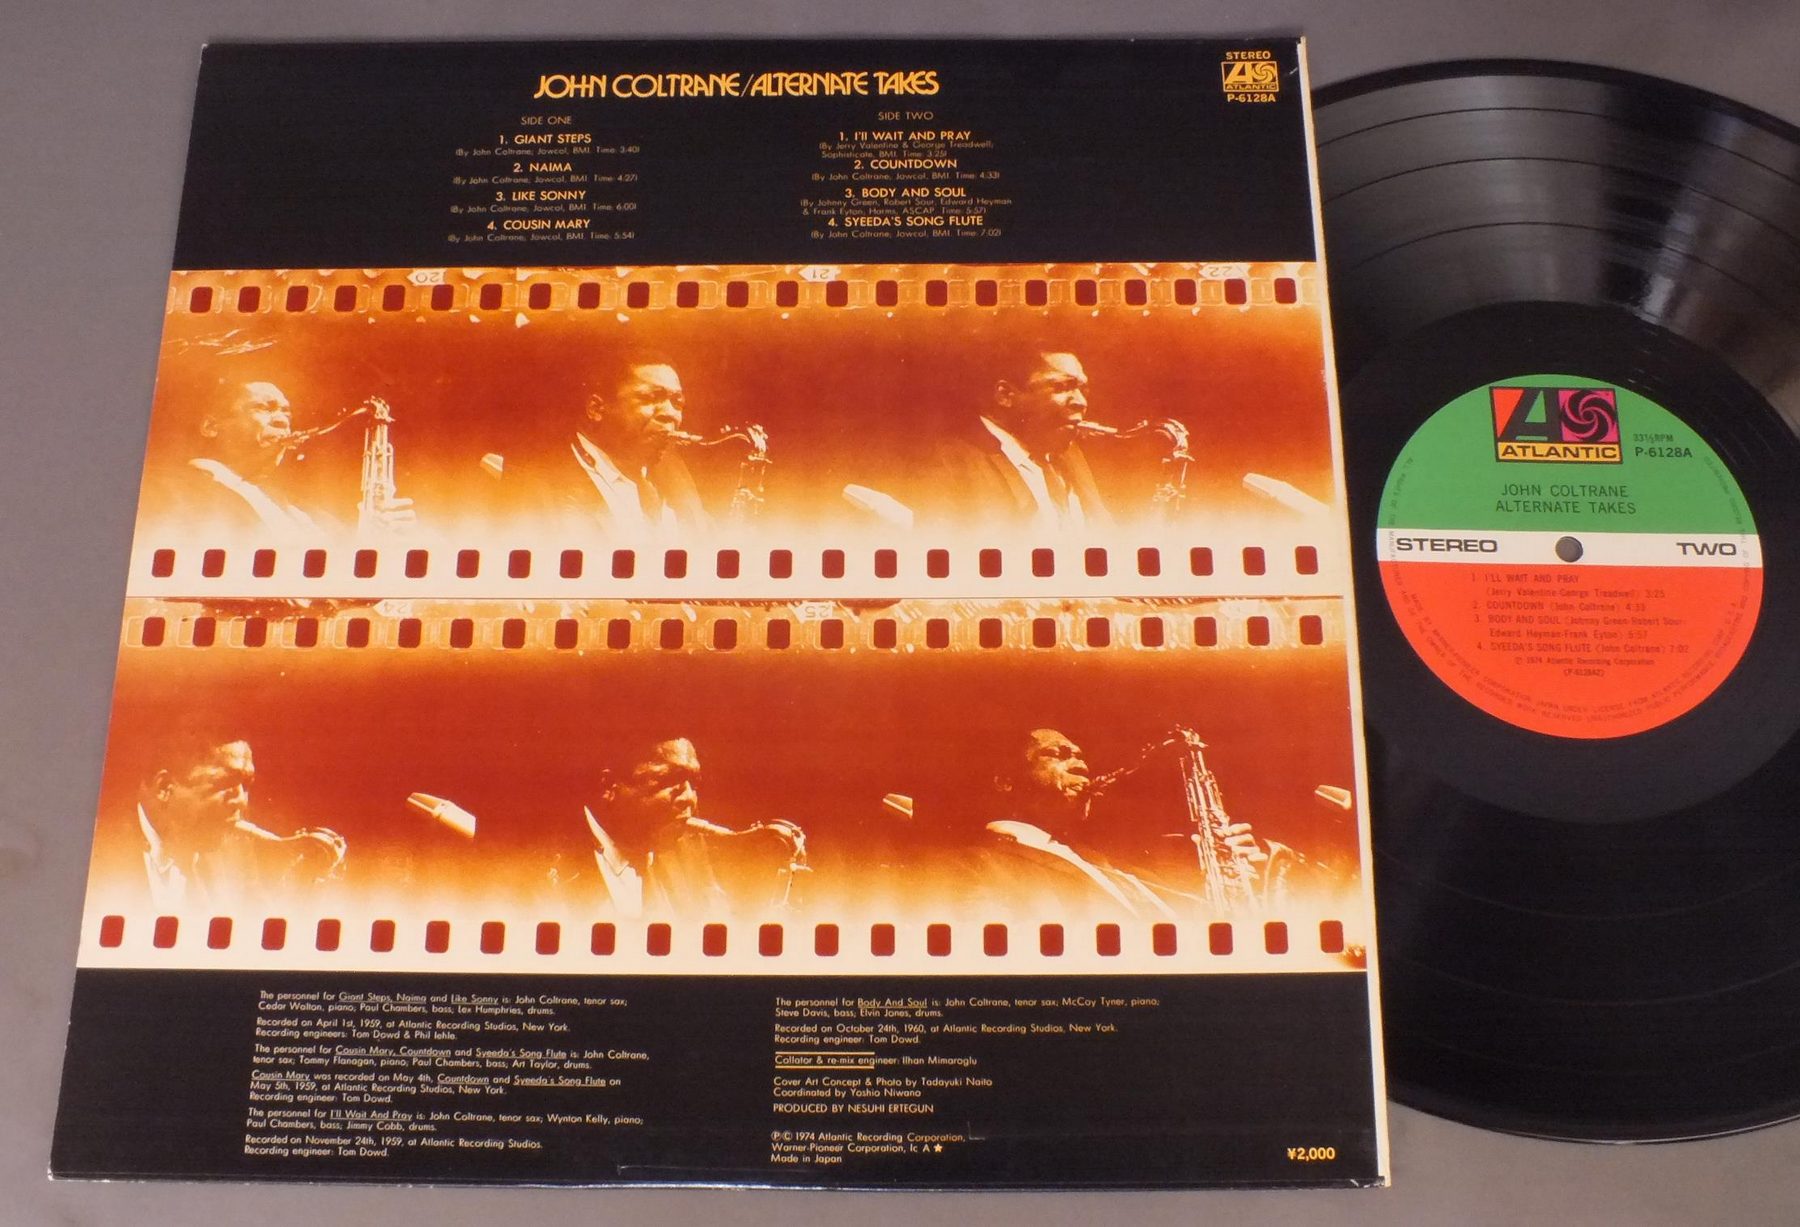 JOHN COLTRANE/ALTERNATE TAKES
STEREO
ATLANTIC
P-6128A
SIDE ONE
1. GIANT STEPS
(By John Coltrane; Jowcol, BMI. Time: 3:40)
2. NAIMA
(By John Coltrane; Jowcol, BMI. Time: 4:27)
3. LIKE SONNY
(By John Coltrane; Jowcol, BMI. Time: 6:00)
4. COUSIN MARY
(By John Coltrane; Jowcol, BMI. Time: 5:54)
SIDE TWO
1. I'll WAIT AND PRAY
(By Jerry Valentine & George Treadwell;
Sophisticate, BMI. Time: 3:25)
2. COUNTDOWN
(By John Coltrane; Jowcol, BMI. Time: 4:33)
3. BODY AND SOUL
(By Johnny Green, Robert Sour, Edward Heyman
& Frank Eyton; Harms, ASCAP. Time: 5:57)
4. SYEEDA'S SONG FLUTE
(By John Coltrane; Jowcol, BMI. Time: 7:02)
20
21
22
24
25
The personnel for Giant Steps, Naima and Like Sonny is: John Coltrane, tenor sax;
Cedar Walton, piano; Paul Chambers, bass; Lex Humphries, drums.
Recorded on April 1st, 1959, at Atlantic Recording Studios, New York.
Recording engineers: Tom Dowd & Phil Iehle.
The personnel for Cousin Mary, Countdown and Syeeda's Song Flute is: John Coltrane,
tenor sax; Tommy Flanagan, piano; Paul Chambers, bass; Art Taylor, drums.
Cousin Mary was recorded on May 4th, Countdown and Syeeda's Song Flute on
May 5th, 1959, at Atlantic Recording Studios, New York.
Recording engineer: Tom Dowd.
The personnel for I'll Wait And Pray is: John Coltrane, tenor sax; Wynton Kelly, piano;
Paul Chambers, bass; Jimmy Cobb, drums.
Recorded on November 24th, 1959, at Atlantic Recording Studios.
Recording engineer: Tom Dowd.
The personnel for Body And Soul is: John Coltrane, tenor sax; McCoy Tyner, piano;
Steve Davis, bass; Elvin Jones, drums.
Recorded on October 24th, 1960, at Atlantic Recording Studios, New York.
Recording engineer: Tom Dowd.
Collator & re-mix engineer: Ilhan Mimaroglu
Cover Art Concept & Photo by Tadayuki Naito
Coordinated by Yoshio Niwano
PRODUCED BY NESUHI ERTEGUN
℗© 1974 Atlantic Recording Corporation,
Warner-Pioneer Corporation, Ic A ★
Made in Japan
¥2,000
ATLANTIC
33⅓RPM
P-6128A
JOHN COLTRANE
ALTERNATE TAKES
STEREO
TWO
1. I'LL WAIT AND PRAY
(Jerry Valentine-George Treadwell) 3:25
2. COUNTDOWN (John Coltrane) 4:33
3. BODY AND SOUL (Johnny Green-Robert Sour-
Edward Heyman-Frank Eyton) 5:57
4. SYEEDA'S SONG FLUTE (John Coltrane) 7:02
℗ 1974 Atlantic Recording Corporation
(P-6128A2)